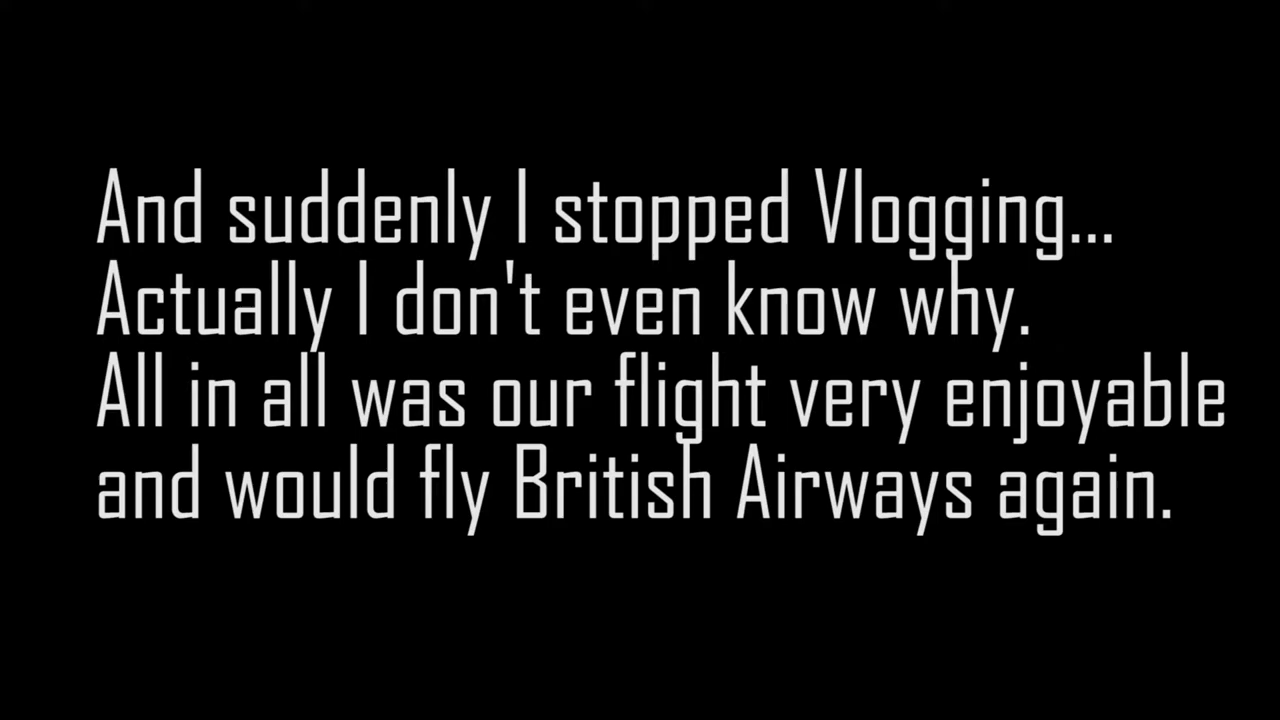 And suddenly I stopped Vlogging...
Actually I don't even know why.
All in all was our flight very enjoyable
and would fly British Airways again.